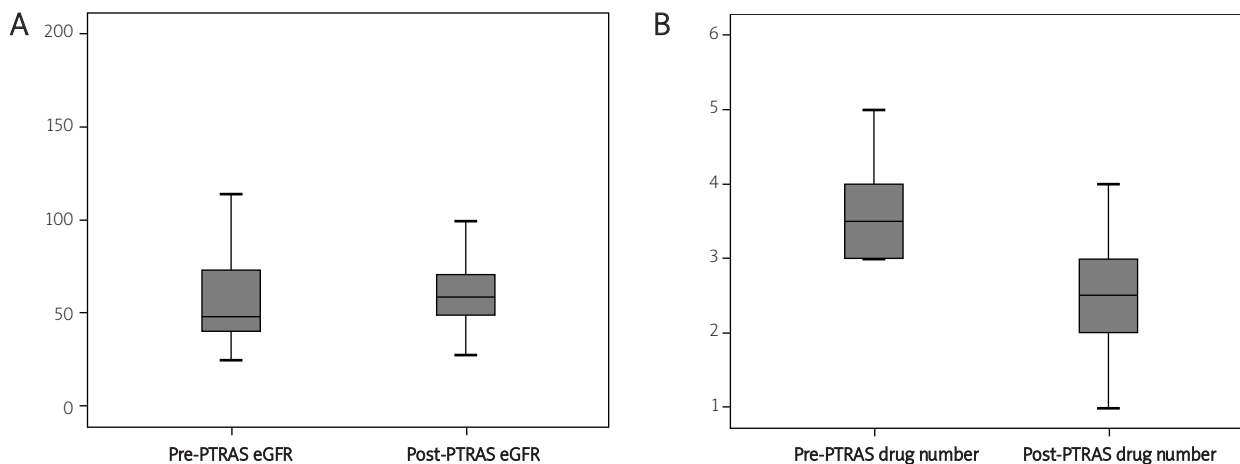 A
200
150
100
50
0
Pre-PTRAS eGFR
Post-PTRAS eGFR
B
6
5
4
3
2
1
Pre-PTRAS drug number
Post-PTRAS drug number